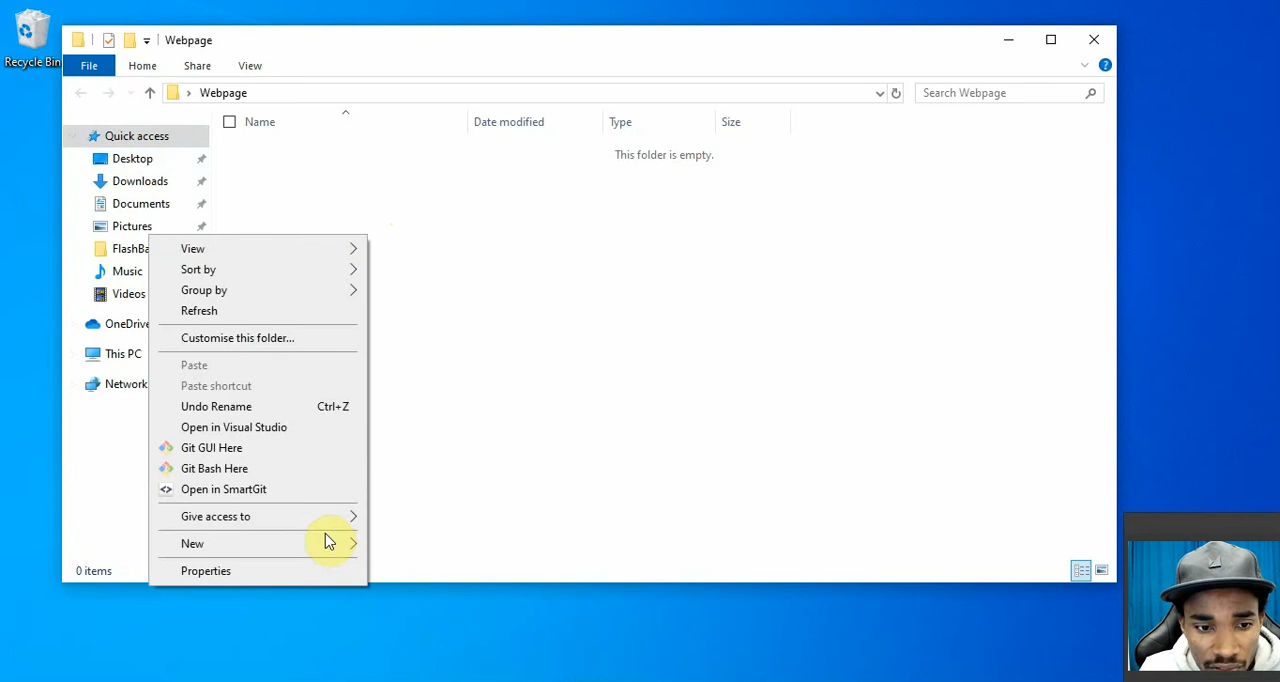 Recycle Bin
Webpage
File
Home
Share
View
Webpage
Search Webpage
Name
Date modified
Type
Size
This folder is empty.
Quick access
Desktop
Downloads
Documents
Pictures
FlashBa
Music
Videos
OneDrive
This PC
Network
View
Sort by
Group by
Refresh
Customise this folder...
Paste
Paste shortcut
Undo Rename Ctrl+Z
Open in Visual Studio
Git GUI Here
Git Bash Here
Open in SmartGit
Give access to
New
Properties
0 items